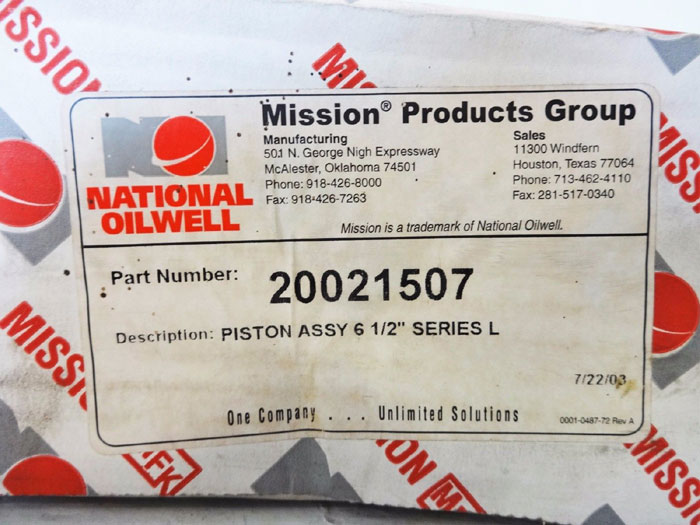 MISSION
MISSION
Mission® Products Group
Manufacturing
501 N. George Nigh Expressway
McAlester, Oklahoma 74501
Phone: 918-426-8000
Fax: 918-426-7263
Sales
11300 Windfern
Houston, Texas 77064
Phone: 713-462-4110
Fax: 281-517-0340
NATIONAL
OILWELL
Mission is a trademark of National Oilwell.
Part Number: 20021507
Description: PISTON ASSY 6 1/2" SERIES L
7/22/03
One Company . . . Unlimited Solutions
0001-0487-72 Rev A
MISSION
MISSION